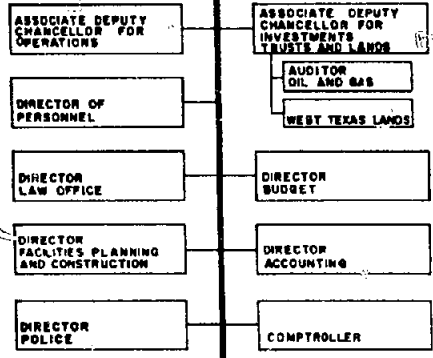 ASSOCIATE DEPUTY
CHANCELLOR FOR
OPERATIONS
ASSOCIATE DEPUTY
CHANCELLOR FOR
INVESTMENTS
TRUSTS AND LANDS
AUDITOR
OIL AND GAS
WEST TEXAS LANDS
DIRECTOR OF
PERSONNEL
DIRECTOR
LAW OFFICE
DIRECTOR
BUDGET
DIRECTOR
FACILITIES PLANNING
AND CONSTRUCTION
DIRECTOR
ACCOUNTING
DIRECTOR
POLICE
COMPTROLLER